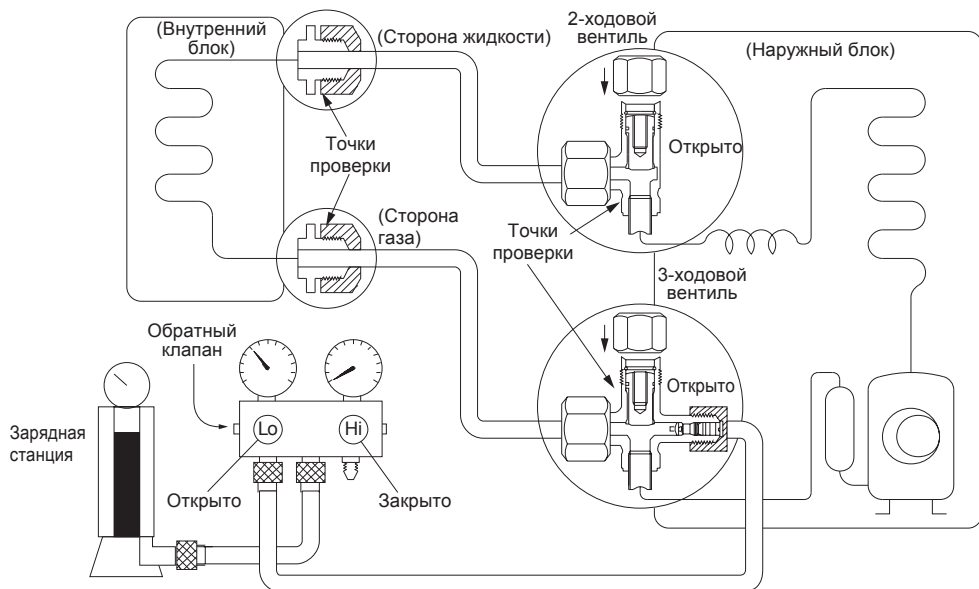 (Внутренний
блок)
(Сторона жидкости)
2-ходовой
вентиль
(Наружный блок)
Точки
проверки
Открыто
(Сторона
газа)
Точки
проверки
3-ходовой
вентиль
Обратный
клапан
Открыто
Зарядная
станция
Lo
Hi
Открыто
Закрыто